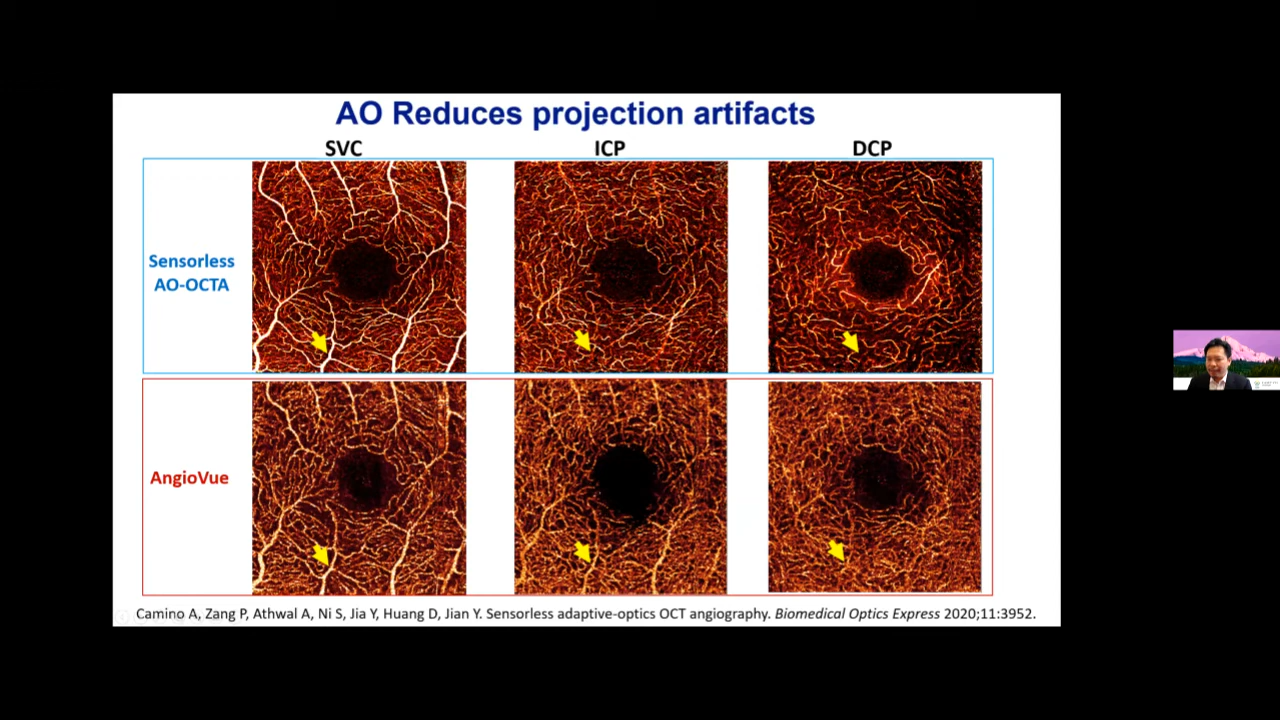 AO Reduces projection artifacts
SVC
ICP
DCP
Sensorless
AO-OCTA
AngioVue
Camino A, Zang P, Athwal A, Ni S, Jia Y, Huang D, Jian Y. Sensorless adaptive-optics OCT angiography. Biomedical Optics Express 2020;11:3952.